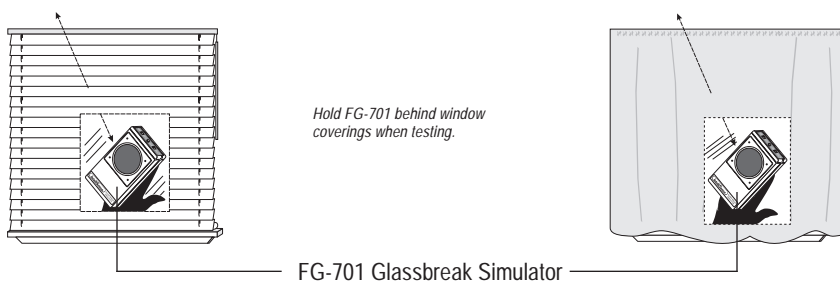 Hold FG-701 behind window
coverings when testing.
FG-701 Glassbreak Simulator